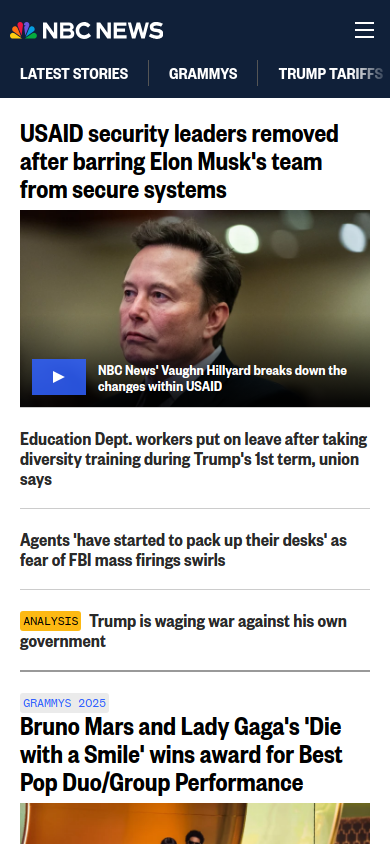 NBC NEWS
LATEST STORIES
GRAMMYS
TRUMP TARIFFS
USAID security leaders removed
after barring Elon Musk's team
from secure systems
NBC News' Vaughn Hillyard breaks down the
changes within USAID
Education Dept. workers put on leave after taking
diversity training during Trump's 1st term, union
says
Agents 'have started to pack up their desks' as
fear of FBI mass firings swirls
ANALYSIS Trump is waging war against his own
government
GRAMMYS 2025
Bruno Mars and Lady Gaga's 'Die
with a Smile' wins award for Best
Pop Duo/Group Performance